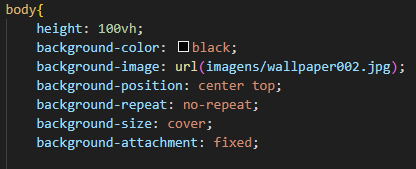 body{
height: 100vh;
background-color: black;
background-image: url(imagens/wallpaper002.jpg);
background-position: center top;
background-repeat: no-repeat;
background-size: cover;
background-attachment: fixed;